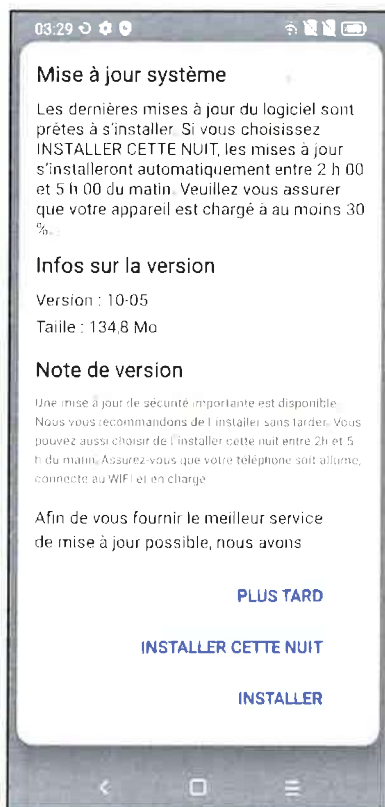 03:29
Mise à jour système
Les dernières mises à jour du logiciel sont
prêtes à s'installer. Si vous choisissez
INSTALLER CETTE NUIT, les mises à jour
s'installeront automatiquement entre 2 h 00
et 5 h 00 du matin. Veuillez vous assurer
que votre appareil est chargé à au moins 30
%.
Infos sur la version
Version : 10-05
Taille : 134,8 Mo
Note de version
Une mise à jour de sécurité importante est disponible.
Nous vous recommandons de l'installer sans tarder. Vous
pouvez aussi choisir de l'installer cette nuit entre 2h et 5
h du matin. Assurez-vous que votre téléphone soit allumé,
connecté au WIFI et en charge
Afin de vous fournir le meilleur service
de mise à jour possible, nous avons
PLUS TARD
INSTALLER CETTE NUIT
INSTALLER